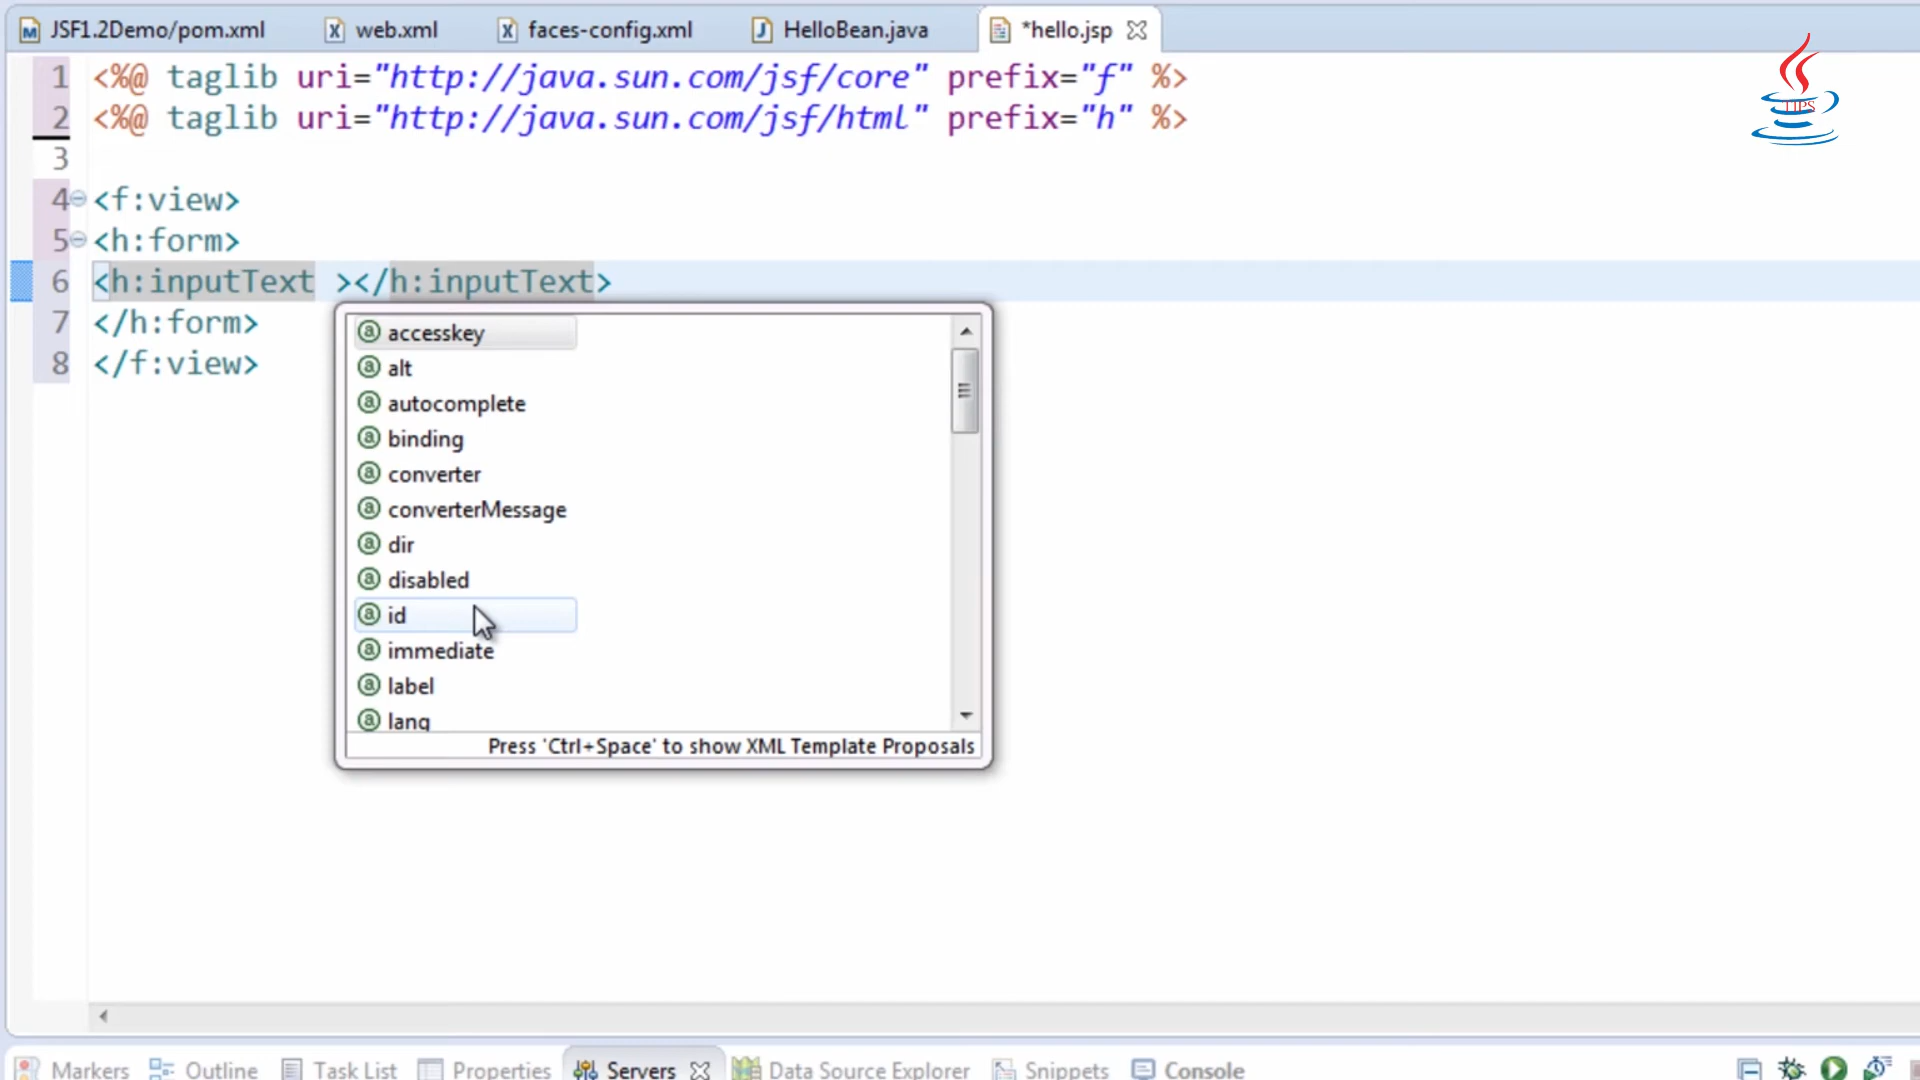 JSF1.2Demo/pom.xml web.xml faces-config.xml HelloBean.java *hello.jsp
1 <%@ taglib uri="http://java.sun.com/jsf/core" prefix="f" %>
2 <%@ taglib uri="http://java.sun.com/jsf/html" prefix="h" %>
3
4 <f:view>
5 <h:form>
6 <h:inputText ></h:inputText>
7 </h:form>
8 </f:view>
accesskey
alt
autocomplete
binding
converter
converterMessage
dir
disabled
id
immediate
label
lang
Press 'Ctrl+Space' to show XML Template Proposals
Markers Outline Task List Properties Servers Data Source Explorer Snippets Console
TIPS